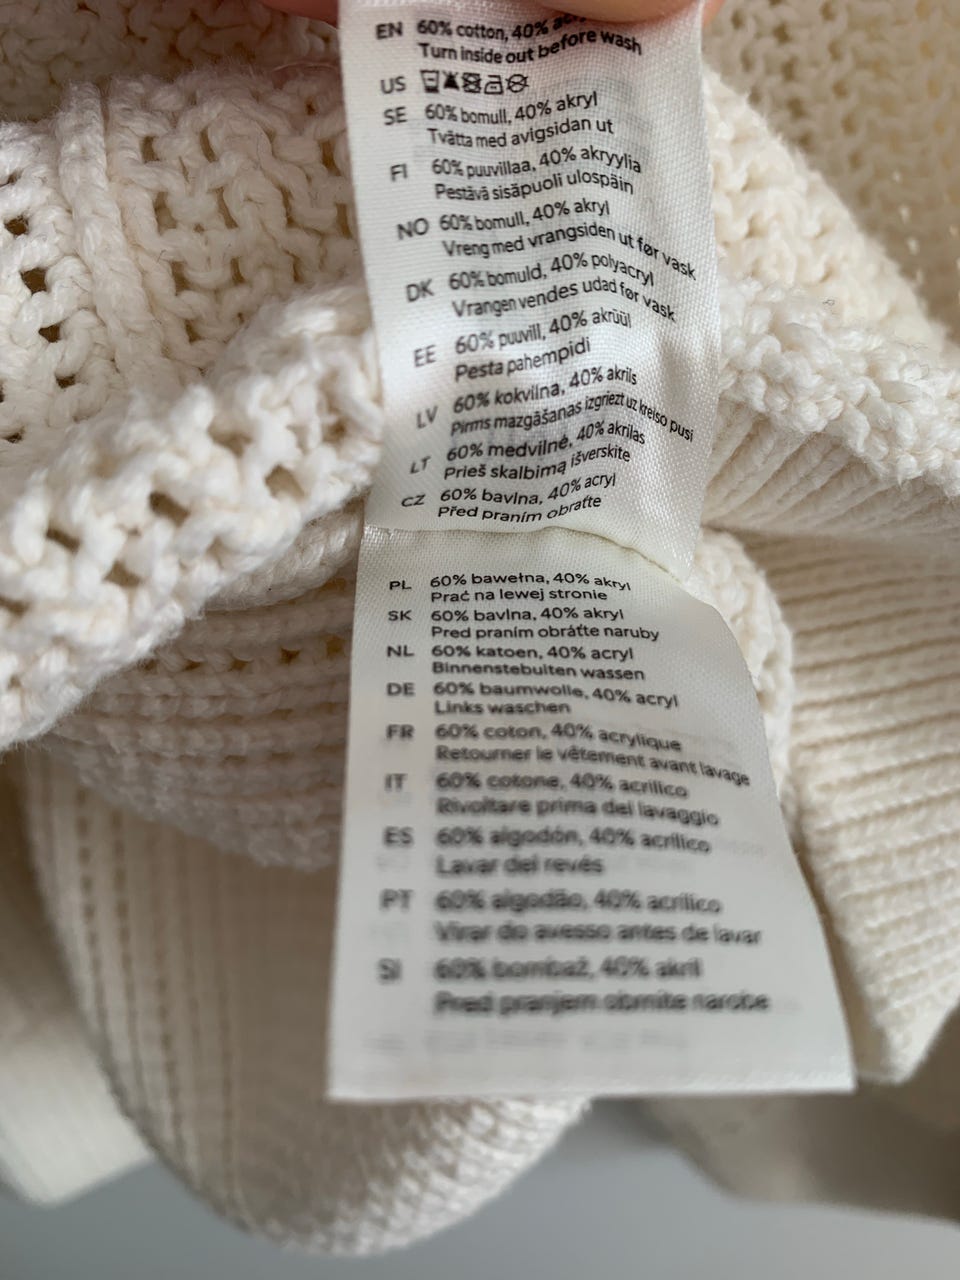 EN 60% cotton, 40%
Turn inside out before wash
US
SE 60% bomull, 40% akryl
Tvätta med avigsidan ut
FI 60% puuvillaa, 40% akryylia
Pestävä sisäpuoli ulospäin
NO 60% bomull, 40% akryl
Vreng med vrangsiden ut før vask
DK 60% bomuld, 40% polyacryl
Vrangen vendes udad før vask
EE 60% puuvill, 40% akrüül
Pesta pahempidi
LV 60% kokvilna, 40% akrils
Pirms mazgāšanas izgriezt uz kreiso pusi
LT 60% medvilnė, 40% akrilas
Prieš skalbimą išverskite
CZ 60% bavlna, 40% acryl
Před praním obraťte
PL 60% bawełna, 40% akryl
Prać na lewej stronie
SK 60% bavlna, 40% akryl
Pred praním obráťte naruby
NL 60% katoen, 40% acryl
Binnenstebuiten wassen
DE 60% baumwolle, 40% acryl
Links waschen
FR 60% coton, 40% acrylique
Retourner le vêtement avant lavage
IT 60% cotone, 40% acrilico
Rivoltare prima del lavaggio
ES 60% algodón, 40% acrílico
Lavar del revés
PT 60% algodão, 40% acrílico
Virar do avesso antes de lavar
SI 60% bombaž, 40% akril
Pred pranjem obrnite narobe